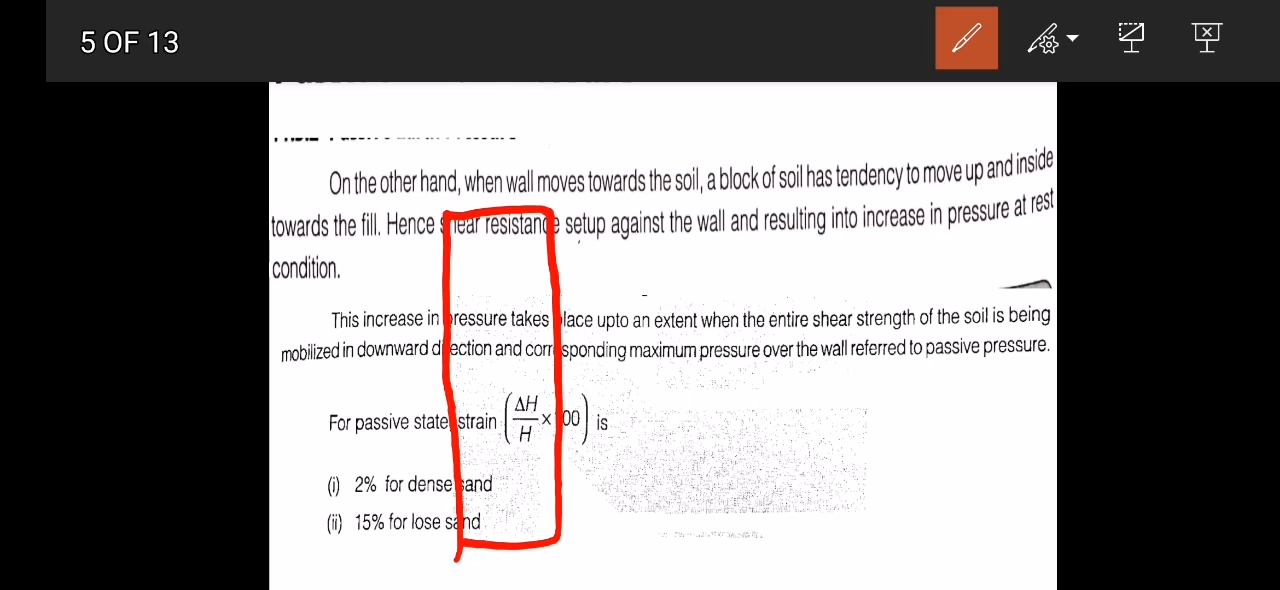 5 OF 13
On the other hand, when wall moves towards the soil, a block of soil has tendency to move up and inside
towards the fill. Hence shear resistance setup against the wall and resulting into increase in pressure at rest
condition.
This increase in pressure takes place upto an extent when the entire shear strength of the soil is being
mobilized in downward direction and corresponding maximum pressure over the wall referred to passive pressure.
For passive state, strain (ΔH/H × 100) is
(i) 2% for dense sand
(ii) 15% for lose sand